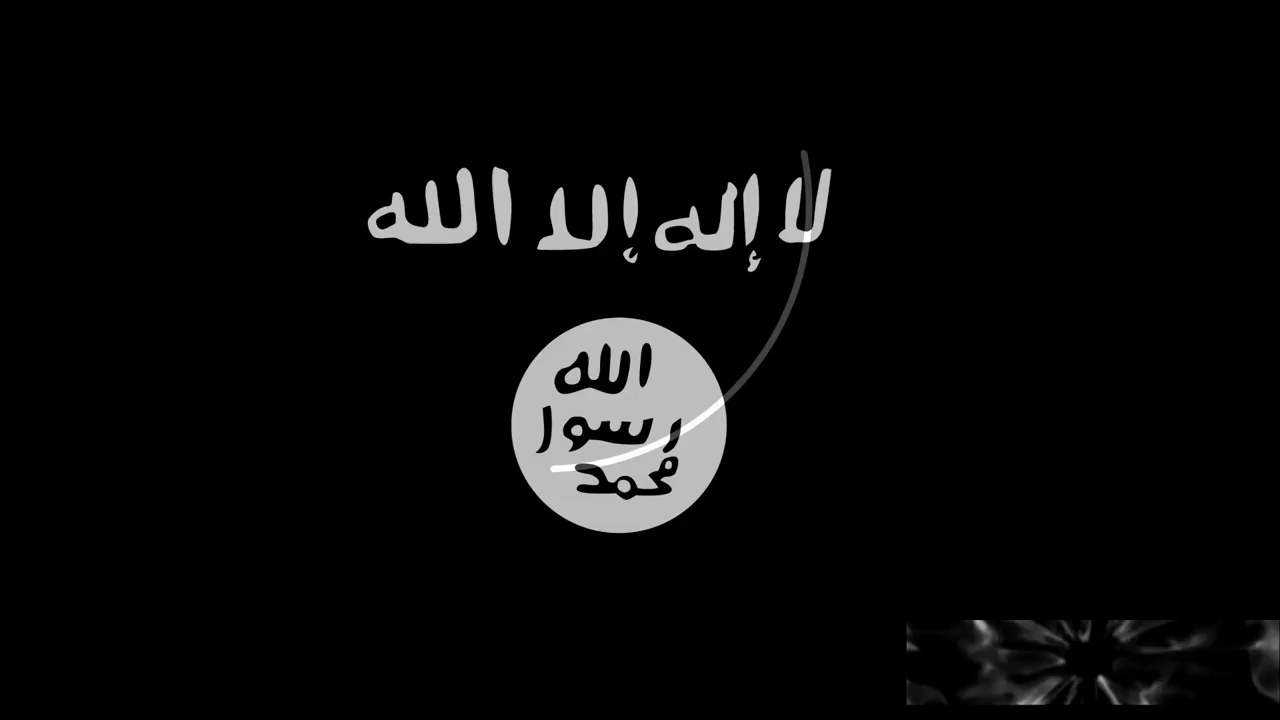 لا إله إلا الله
الله
رسول
محمد